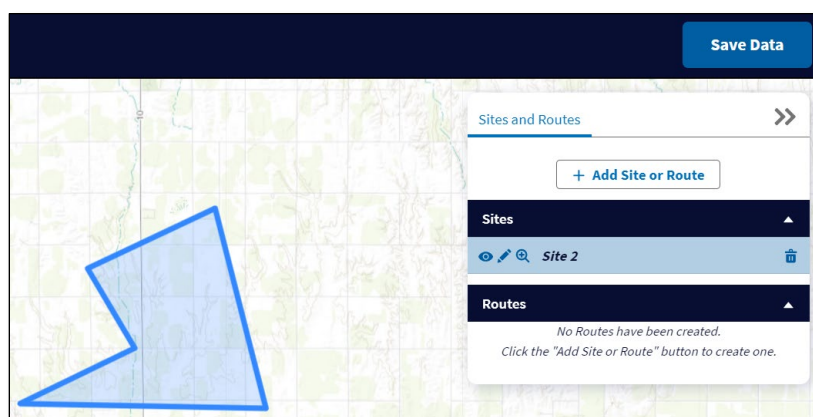 Save Data
Sites and Routes
+ Add Site or Route
Sites
Site 2
Routes
No Routes have been created.
Click the "Add Site or Route" button to create one.